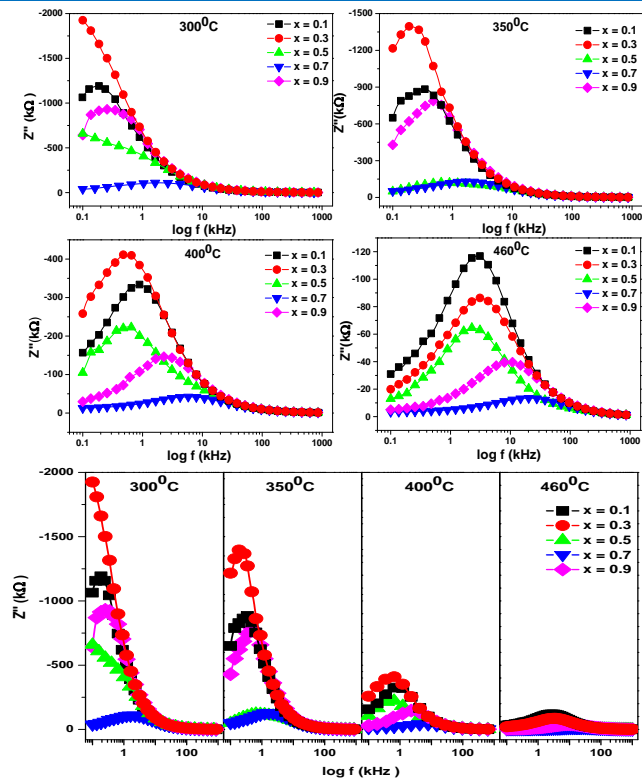 300⁰C
x = 0.1
x = 0.3
x = 0.5
x = 0.7
x = 0.9
Z'' (kΩ)
-2000
-1500
-1000
-500
0
0.1 1 10 100 1000
log f (kHz)
350⁰C
x = 0.1
x = 0.3
x = 0.5
x = 0.7
x = 0.9
Z''(kΩ)
-1500
-1200
-900
-600
-300
0
0.1 1 10 100 1000
log f (kHz)
400⁰C
x = 0.1
x = 0.3
x = 0.5
x = 0.7
x = 0.9
Z''(kΩ)
-400
-300
-200
-100
0
0.1 1 10 100 1000
log f (kHz)
460⁰C
x = 0.1
x = 0.3
x = 0.5
x = 0.7
x = 0.9
Z''(kΩ)
-120
-100
-80
-60
-40
-20
0
0.1 1 10 100 1000
log f (kHz)
300⁰C 350⁰C 400⁰C 460⁰C
x = 0.1
x = 0.3
x = 0.5
x = 0.7
x = 0.9
Z'' (kΩ)
-2000
-1500
-1000
-500
0
1 100 1 100 1 100 1 100
log f (kHz )